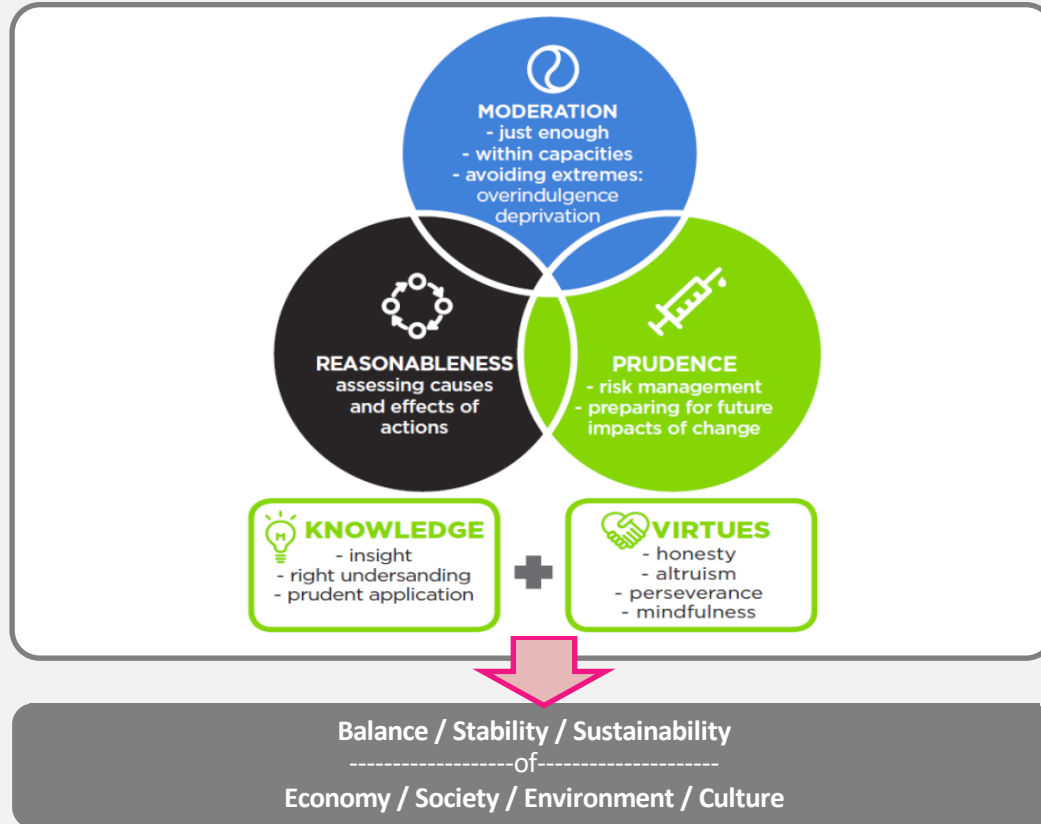 MODERATION
- just enough
- within capacities
- avoiding extremes:
overindulgence
deprivation
REASONABLENESS
assessing causes
and effects of
actions
PRUDENCE
- risk management
- preparing for future
impacts of change
KNOWLEDGE
- insight
- right undersanding
- prudent application
VIRTUES
- honesty
- altruism
- perseverance
- mindfulness
Balance / Stability / Sustainability
-------------------of---------------------
Economy / Society / Environment / Culture